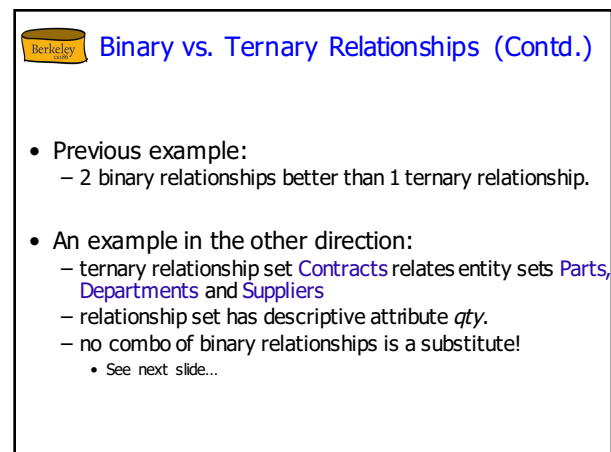 Berkeley
cs186
Binary vs. Ternary Relationships (Contd.)
• Previous example:
– 2 binary relationships better than 1 ternary relationship.
• An example in the other direction:
– ternary relationship set Contracts relates entity sets Parts,
Departments and Suppliers
– relationship set has descriptive attribute qty.
– no combo of binary relationships is a substitute!
• See next slide...